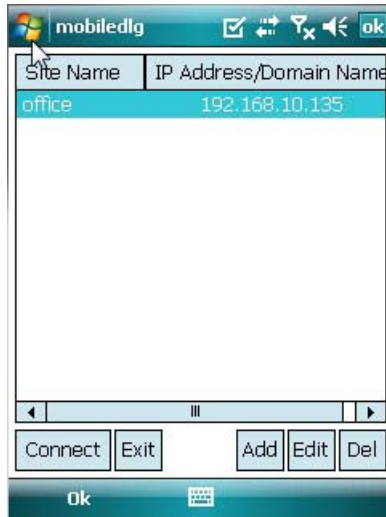 mobiledlg ok
Site Name IP Address/Domain Name
office 192.168.10.135
Connect Exit Add Edit Del
Ok